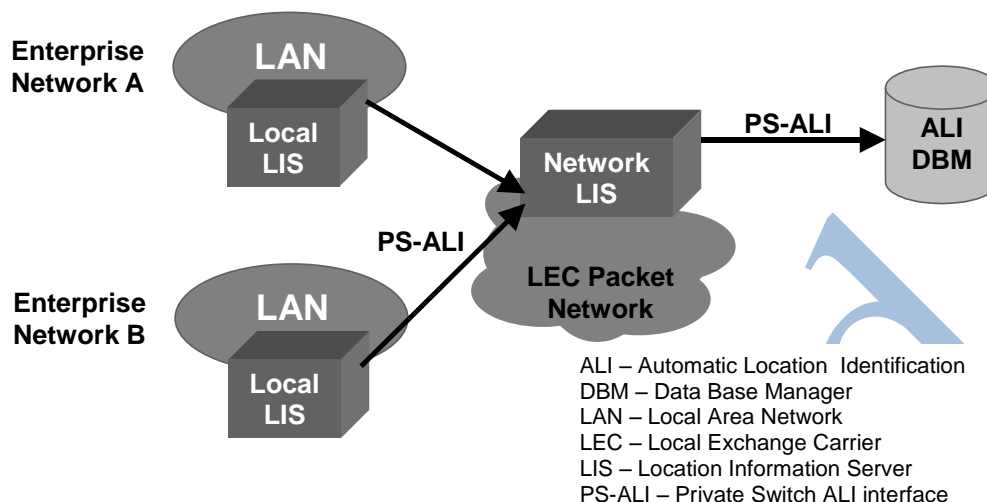 Enterprise
Network A
LAN
Local
LIS
Network
LIS
PS-ALI
ALI
DBM
PS-ALI
LEC Packet
Network
Enterprise
Network B
LAN
Local
LIS
ALI – Automatic Location Identification
DBM – Data Base Manager
LAN – Local Area Network
LEC – Local Exchange Carrier
LIS – Location Information Server
PS-ALI – Private Switch ALI interface